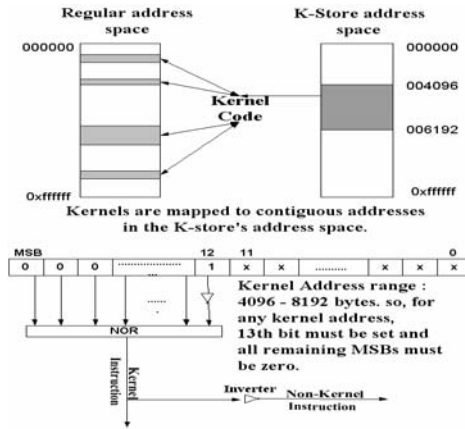 Regular address space
K-Store address space
000000
000000
004096
Kernel Code
006192
0xffffff
0xffffff
Kernels are mapped to contiguous addresses
in the K-store's address space.
MSB
12
11
0
0 0 0 ................... 1 x x ......... x x x
...
......
.
NOR
Kernel Address range :
4096 - 8192 bytes. so, for
any kernel address,
13th bit must be set and
all remaining MSBs must
be zero.
Kernel Instruction
Inverter
Non-Kernel Instruction